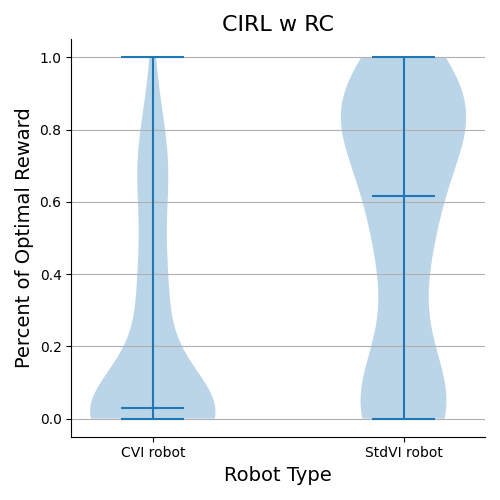 CIRL w RC
Percent of Optimal Reward
1.0
0.8
0.6
0.4
0.2
0.0
CVI robot
StdVI robot
Robot Type